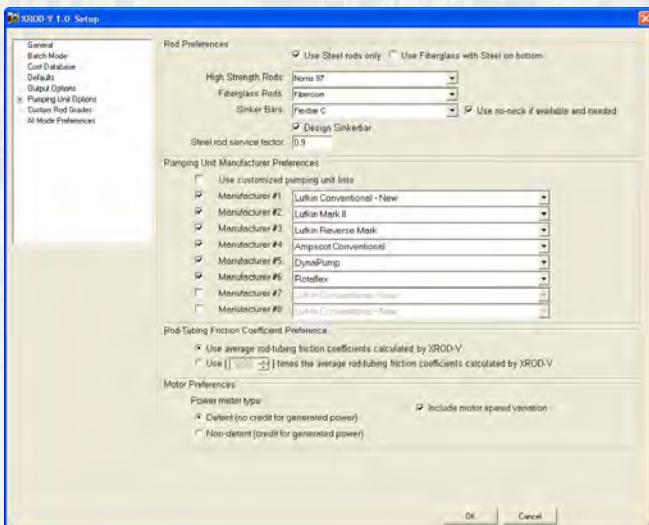 XROD-V 1.0 Setup
General
Batch Mode
Cost Database
Defaults
Output Options
Pumping Unit Options
Custom Rod Grades
AI Mode Preferences
Rod Preferences
Use Steel rods only
Use Fiberglass with Steel on bottom
High Strength Rods: Norris 97
Fiberglass Rods: Fibercom
Sinker Bars: Flexbar C
Use no-neck if available and needed
Design Sinkerbar
Steel rod service factor: 0.9
Pumping Unit Manufacturer Preferences
Use customized pumping unit lists
Manufacturer #1 Lufkin Conventional - New
Manufacturer #2 Lufkin Mark II
Manufacturer #3 Lufkin Reverse Mark
Manufacturer #4 Ampscot Conventional
Manufacturer #5 DynaPump
Manufacturer #6 Rotaflex
Manufacturer #7 Lufkin Conventional - New
Manufacturer #8 Lufkin Conventional - New
Rod-Tubing Friction Coefficient Preference
Use average rod-tubing friction coefficients calculated by XROD-V
Use [ ] times the average rod-tubing friction coefficients calculated by XROD-V
Motor Preferences
Power meter type
Include motor speed variation
Detent (no credit for generated power)
Non-detent (credit for generated power)
OK
Cancel